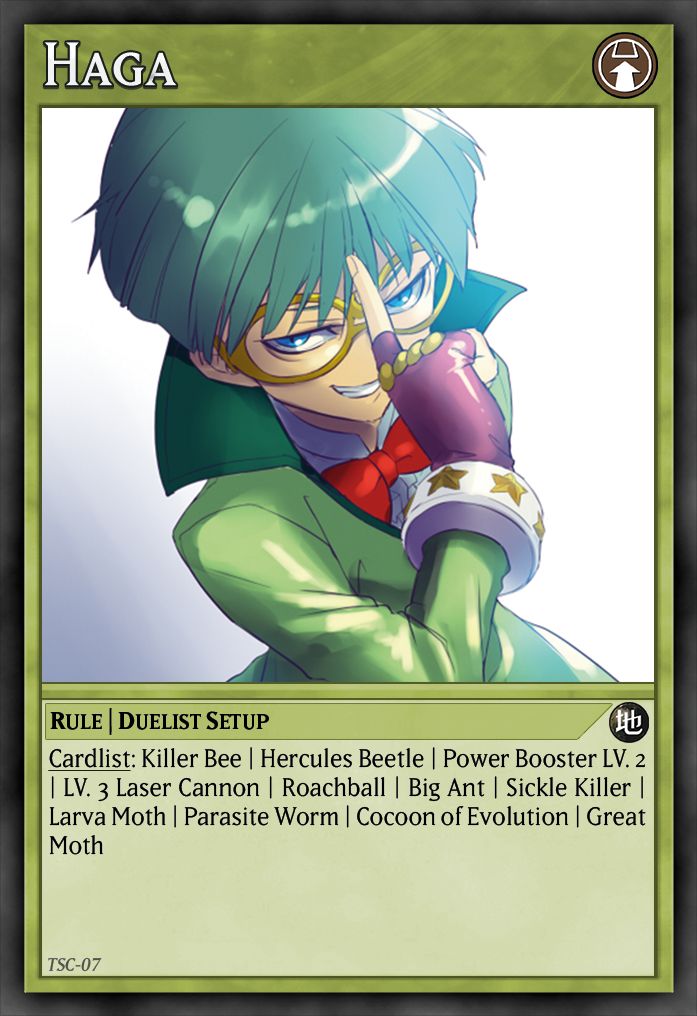 Haga
Rule | Duelist Setup
Cardlist: Killer Bee | Hercules Beetle | Power Booster LV. 2
| LV. 3 Laser Cannon | Roachball | Big Ant | Sickle Killer |
Larva Moth | Parasite Worm | Cocoon of Evolution | Great
Moth
TSC-07